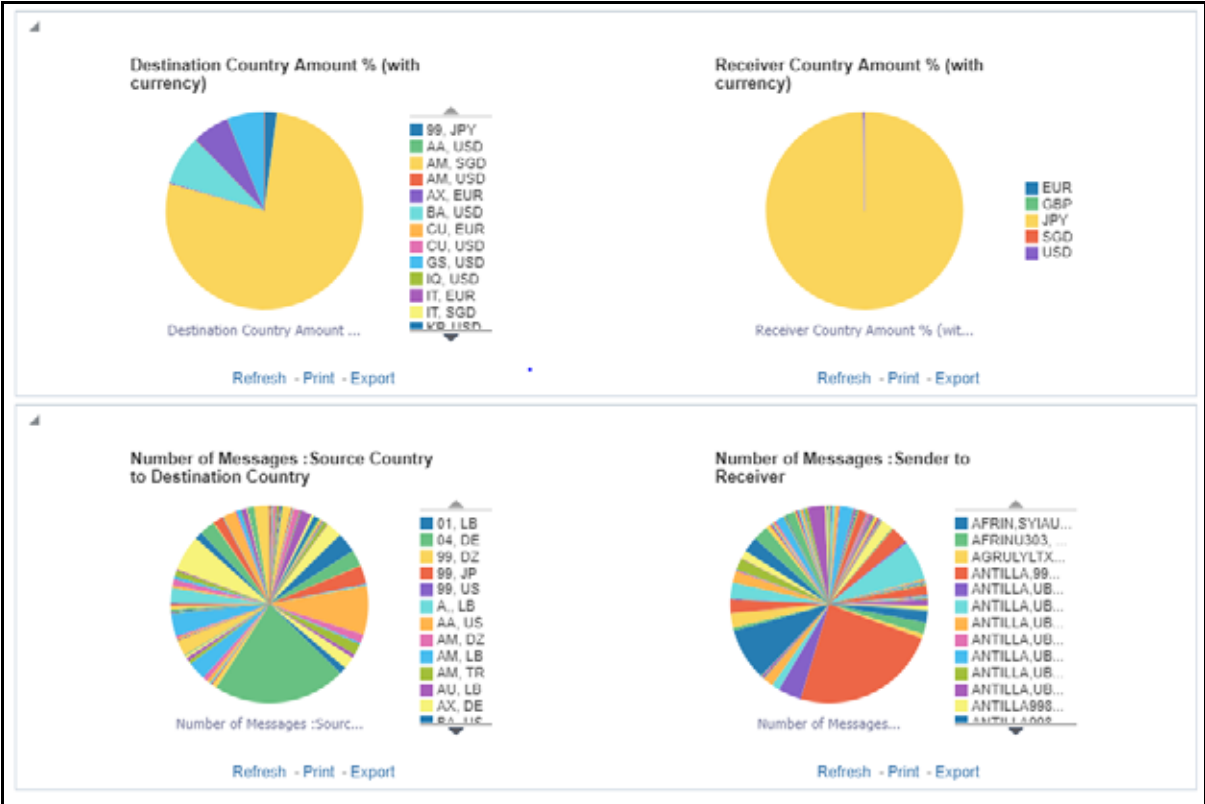 Destination Country Amount % (with
currency)
99, JPY
AA, USD
AM, SGD
AM, USD
AX, EUR
BA, USD
CU, EUR
CU, USD
GS, USD
IQ, USD
IT, EUR
IT, SGD
KP, USD
Destination Country Amount ...
Refresh - Print - Export
Receiver Country Amount % (with
currency)
EUR
GBP
JPY
SGD
USD
Receiver Country Amount % (wit...
Refresh - Print - Export
Number of Messages :Source Country
to Destination Country
01, LB
04, DE
99, DZ
99, JP
99, US
A., LB
AA, US
AM, DZ
AM, LB
AM, TR
AU, LB
AX, DE
BA, US
Number of Messages :Sourc...
Refresh - Print - Export
Number of Messages :Sender to
Receiver
AFRIN,SYIAU...
AFRINU303, ...
AGRULYLTX...
ANTILLA,99...
ANTILLA,UB...
ANTILLA,UB...
ANTILLA,UB...
ANTILLA,UB...
ANTILLA,UB...
ANTILLA,UB...
ANTILLA,UB...
ANTILLA998...
ANTILLA998...
Number of Messages...
Refresh - Print - Export